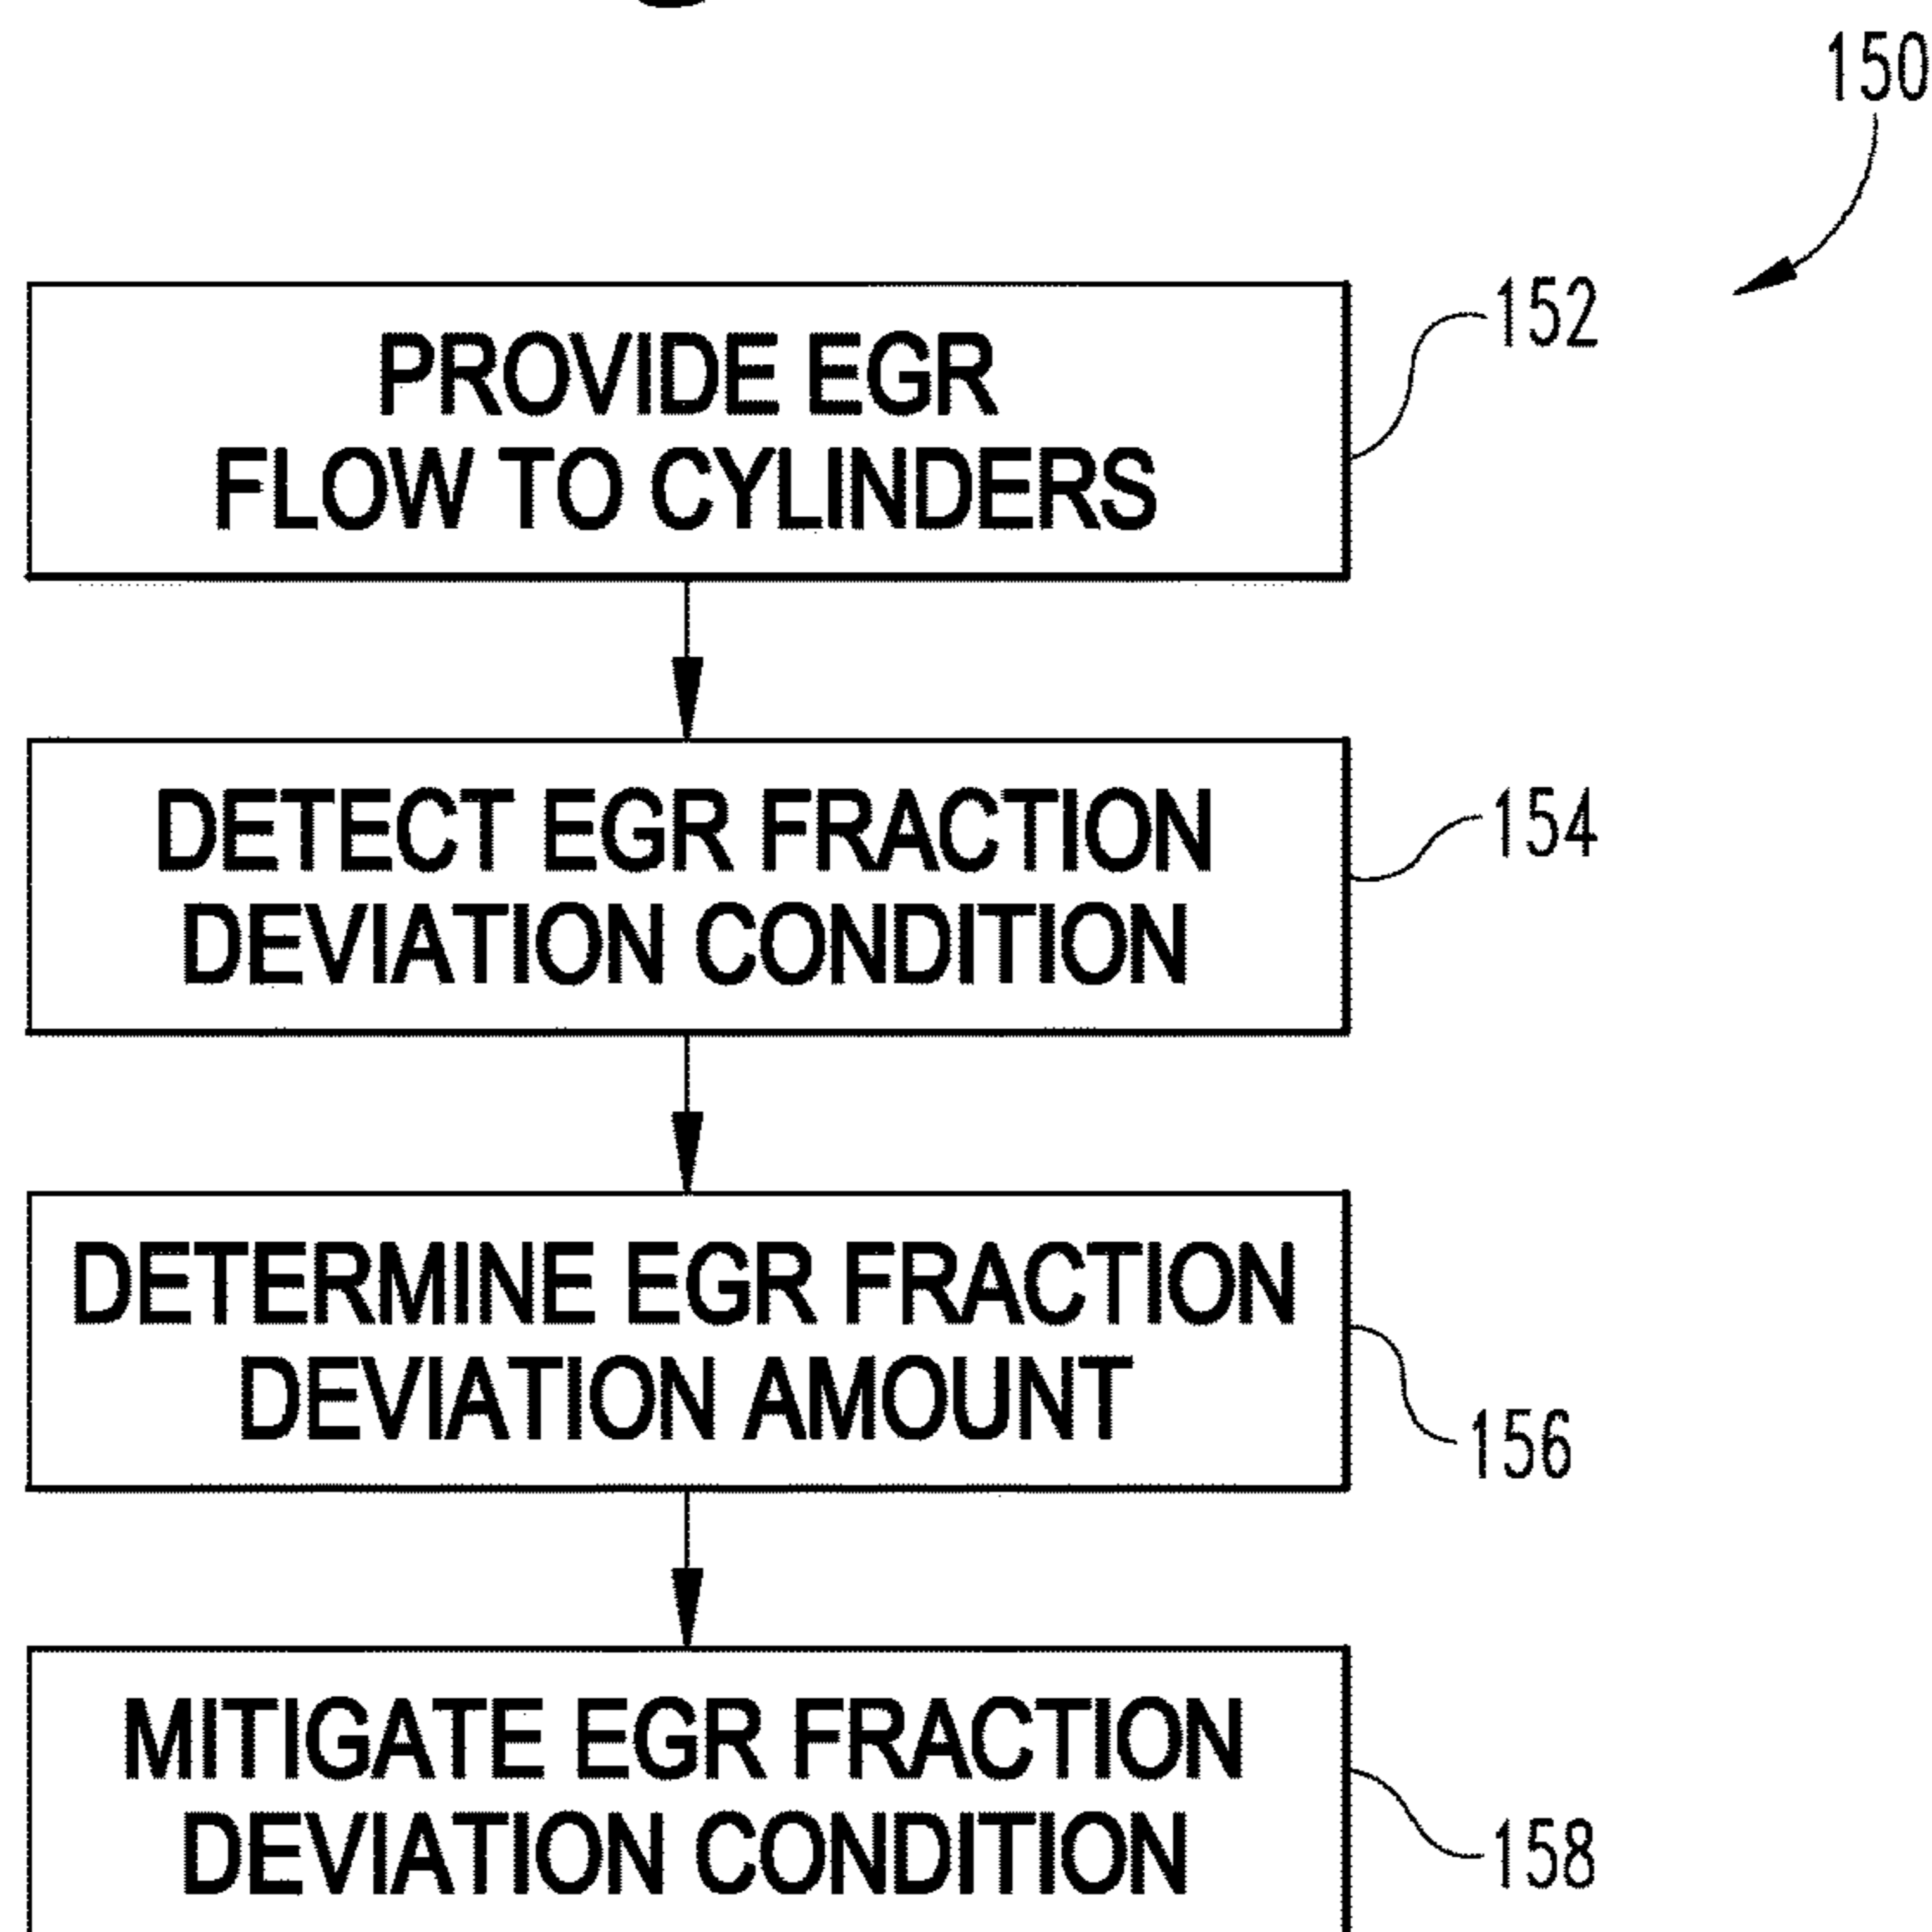 150
PROVIDE EGR
FLOW TO CYLINDERS
152
DETECT EGR FRACTION
DEVIATION CONDITION
154
DETERMINE EGR FRACTION
DEVIATION AMOUNT
156
MITIGATE EGR FRACTION
DEVIATION CONDITION
158